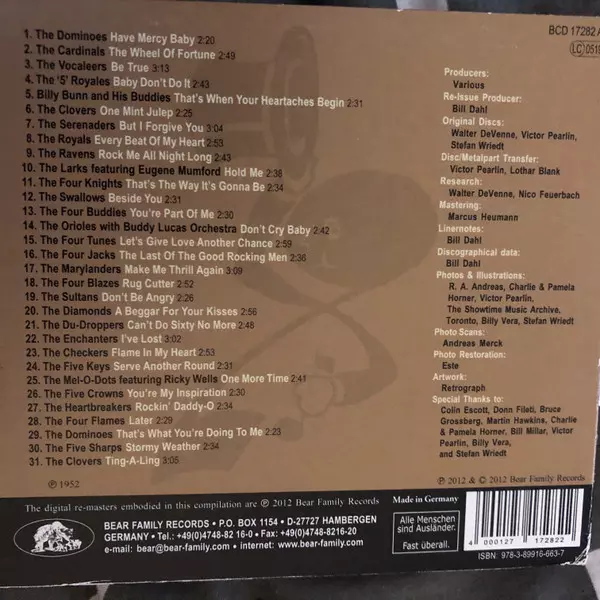 1. The Dominoes Have Mercy Baby 2:20
2. The Cardinals The Wheel Of Fortune 2:49
3. The Vocaleers Be True 3:13
4. The '5' Royales Baby Don't Do It 2:43
5. Billy Bunn and His Buddies That's When Your Heartaches Begin 2:31
6. The Clovers One Mint Julep 2:25
7. The Serenaders But I Forgive You 3:04
8. The Royals Every Beat Of My Heart 2:53
9. The Ravens Rock Me All Night Long 2:43
10. The Larks featuring Eugene Mumford Hold Me 2:38
11. The Four Knights That's The Way It's Gonna Be 2:34
12. The Swallows Beside You 2:31
13. The Four Buddies You're Part Of Me 2:30
14. The Orioles with Buddy Lucas Orchestra Don't Cry Baby 2:42
15. The Four Tunes Let's Give Love Another Chance 2:59
16. The Four Jacks The Last Of The Good Rocking Men 2:36
17. The Marylanders Make Me Thrill Again 3:09
18. The Four Blazes Rug Cutter 2:52
19. The Sultans Don't Be Angry 2:26
20. The Diamonds A Beggar For Your Kisses 2:56
21. The Du-Droppers Can't Do Sixty No More 2:48
22. The Enchanters I've Lost 3:02
23. The Checkers Flame In My Heart 2:53
24. The Five Keys Serve Another Round 2:31
25. The Mel-O-Dots featuring Ricky Wells One More Time 2:41
26. The Five Crowns You're My Inspiration 2:30
27. The Heartbreakers Rockin' Daddy-O 2:34
28. The Four Flames Later 2:29
29. The Dominoes That's What You're Doing To Me 2:23
30. The Five Sharps Stormy Weather 2:34
31. The Clovers Ting-A-Ling 3:05
℗ 1952
BCD 17282 A
LC 0519
Producers:
Various
Re-Issue Producer:
Bill Dahl
Original Discs:
Walter DeVenne, Victor Pearlin,
Stefan Wriedt
Disc/Metalpart Transfer:
Victor Pearlin, Lothar Blank
Research:
Walter DeVenne, Nico Feuerbach
Mastering:
Marcus Heumann
Linernotes:
Bill Dahl
Discographical data:
Bill Dahl
Photos & Illustrations:
R. A. Andreas, Charlie & Pamela
Horner, Victor Pearlin,
The Showtime Music Archive,
Toronto, Billy Vera, Stefan Wriedt
Photo Scans:
Andreas Merck
Photo Restoration:
Este
Artwork:
Retrograph
Special Thanks to:
Colin Escott, Donn Fileti, Bruce
Grossberg, Martin Hawkins, Charlie
& Pamela Horner, Bill Millar, Victor
Pearlin, Billy Vera,
and Stefan Wriedt
℗ 2012 & © 2012 Bear Family Records
The digital re-masters embodied in this compilation are ℗ 2012 Bear Family Records
Made in Germany
BEAR FAMILY RECORDS • P.O. BOX 1154 • D-27727 HAMBERGEN
GERMANY • Tel.: +49(0)4748-82 16-0 • Fax: +49(0)4748-8216-20
e-mail: bear@bear-family.com • internet: www.bear-family.com
Alle Menschen
sind Ausländer.
Fast überall.
4 000127 172822
ISBN: 978-3-89916-663-7